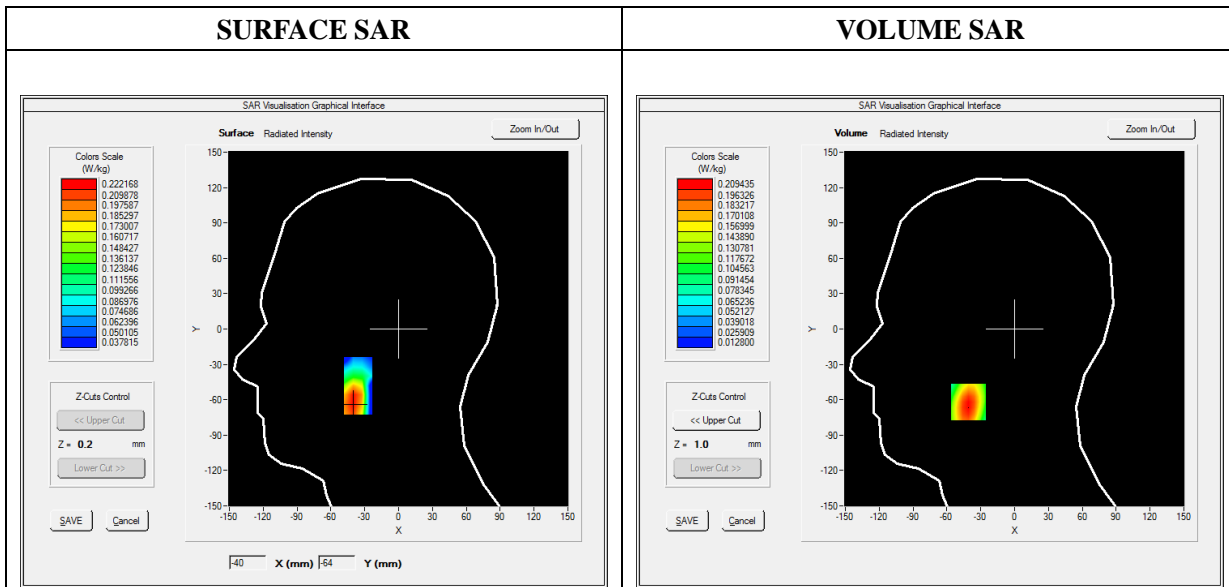 SURFACE SAR
VOLUME SAR
SAR Visualisation Graphical Interface
Surface Radiated Intensity
Zoom In/Out
Colors Scale
(W/kg)
0.222168
0.209878
0.197587
0.185297
0.173007
0.160717
0.148427
0.136137
0.123846
0.111556
0.099266
0.086976
0.074686
0.062396
0.050105
0.037815
Z-Cuts Control
<< Upper Cut
Z = 0.2 mm
Lower Cut >>
SAVE Cancel
150
120
90
60
30
0
-30
-60
-90
-120
-150
Y
-150 -120 -90 -60 -30 0 30 60 90 120 150
X
-40 X (mm) -64 Y (mm)
SAR Visualisation Graphical Interface
Volume Radiated Intensity
Zoom In/Out
Colors Scale
(W/kg)
0.209435
0.196326
0.183217
0.170108
0.156999
0.143890
0.130781
0.117672
0.104563
0.091454
0.078345
0.065236
0.052127
0.039018
0.025909
0.012800
Z-Cuts Control
<< Upper Cut
Z = 1.0 mm
Lower Cut >>
SAVE Cancel
150
120
90
60
30
0
-30
-60
-90
-120
-150
Y
-150 -120 -90 -60 -30 0 30 60 90 120 150
X